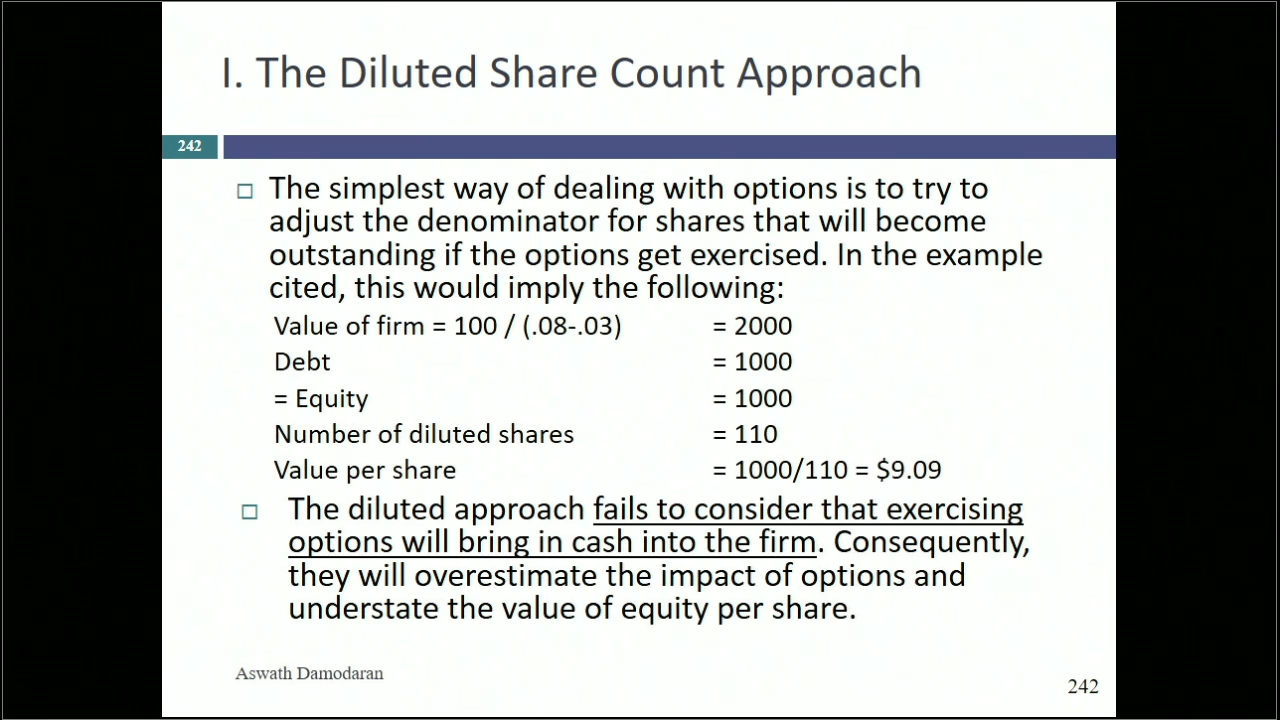 I. The Diluted Share Count Approach
242
The simplest way of dealing with options is to try to
adjust the denominator for shares that will become
outstanding if the options get exercised. In the example
cited, this would imply the following:
Value of firm = 100 / (.08-.03) = 2000
Debt = 1000
= Equity = 1000
Number of diluted shares = 110
Value per share = 1000/110 = $9.09
The diluted approach fails to consider that exercising
options will bring in cash into the firm. Consequently,
they will overestimate the impact of options and
understate the value of equity per share.
Aswath Damodaran
242